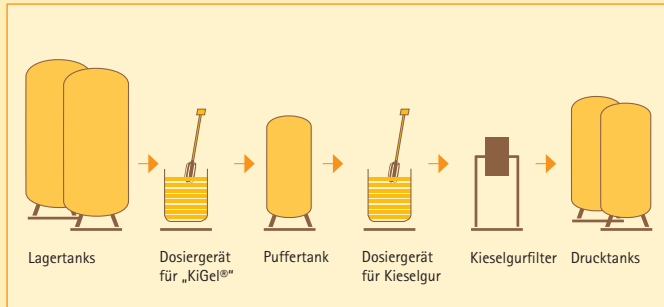 Lagertanks
Dosiergerät
für „KiGel®“
Puffertank
Dosiergerät
für Kieselgur
Kieselgurfilter
Drucktanks